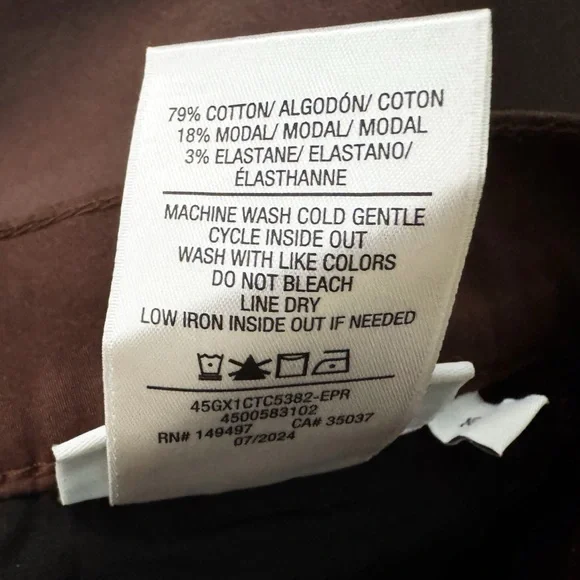 79% COTTON/ ALGODÓN/ COTON
18% MODAL/ MODAL/ MODAL
3% ELASTANE/ ELASTANO/
ÉLASTHANNE
MACHINE WASH COLD GENTLE
CYCLE INSIDE OUT
WASH WITH LIKE COLORS
DO NOT BLEACH
LINE DRY
LOW IRON INSIDE OUT IF NEEDED
45GX1CTC5382-EPR
4500583102
RN# 149497 CA# 35037
07/2024